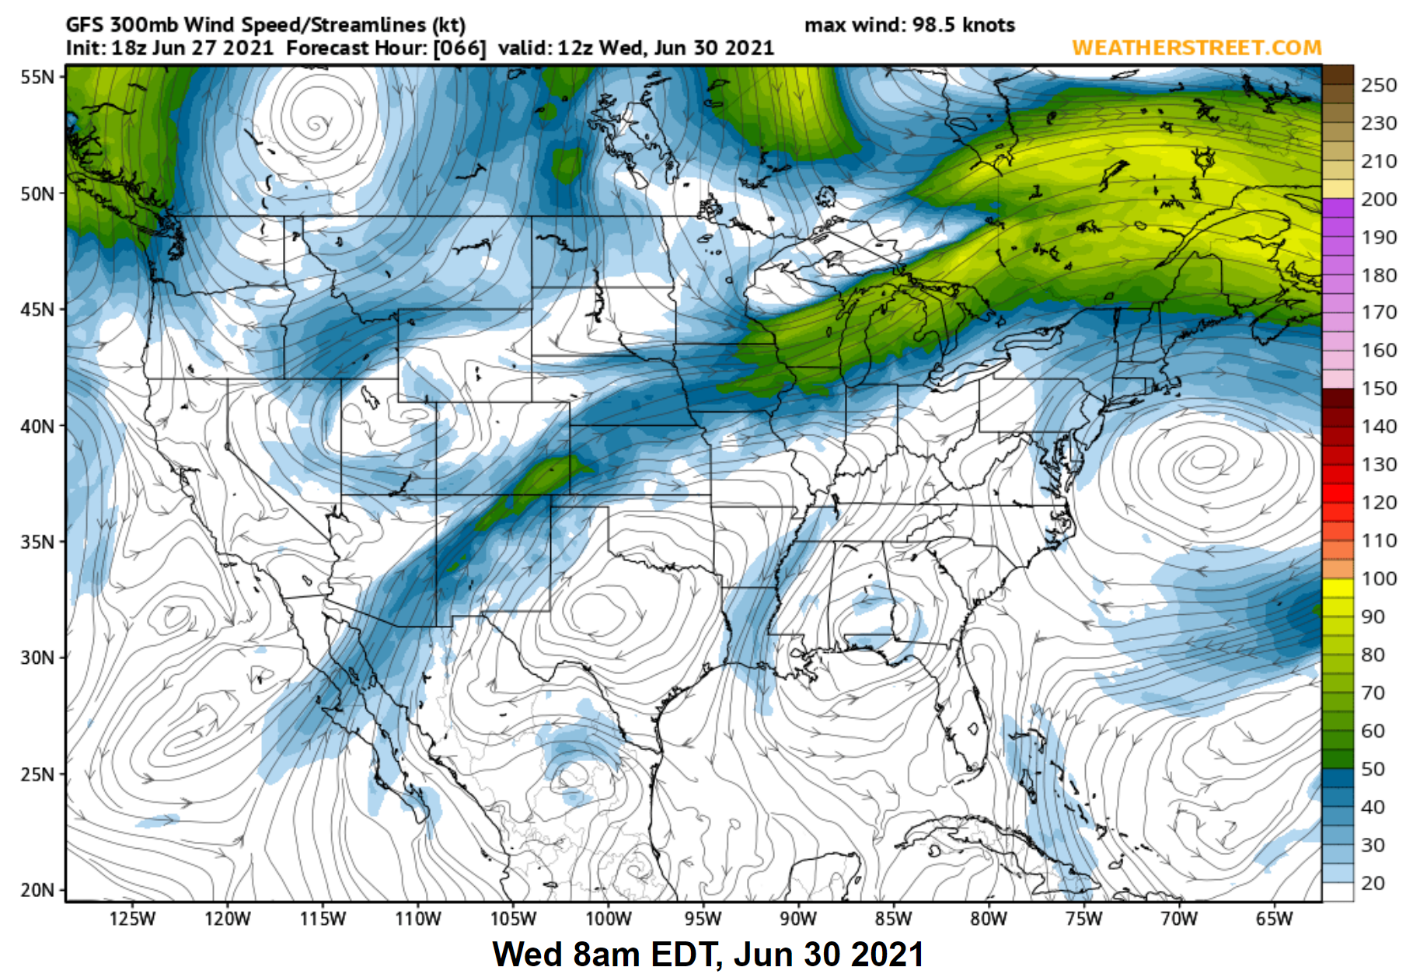 GFS 300mb Wind Speed/Streamlines (kt) max wind: 98.5 knots
Init: 18z Jun 27 2021 Forecast Hour: [066] valid: 12z Wed, Jun 30 2021 WEATHERSTREET.COM
55N
50N
45N
40N
35N
30N
25N
20N
250
230
210
200
190
180
170
160
150
140
130
120
110
100
90
80
70
60
50
40
30
20
125W 120W 115W 110W 105W 100W 95W 90W 85W 80W 75W 70W 65W
Wed 8am EDT, Jun 30 2021